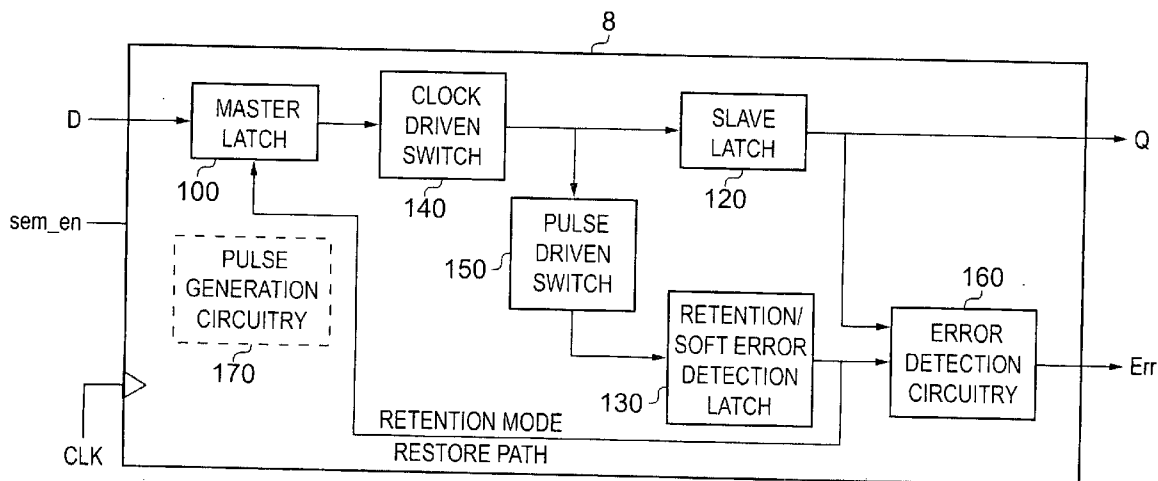 8
D
MASTER
LATCH
100
CLOCK
DRIVEN
SWITCH
140
SLAVE
LATCH
120
Q
sem_en
PULSE
GENERATION
CIRCUITRY
170
150
PULSE
DRIVEN
SWITCH
RETENTION/
SOFT ERROR
DETECTION
LATCH
130
160
ERROR
DETECTION
CIRCUITRY
Err
CLK
RETENTION MODE
RESTORE PATH